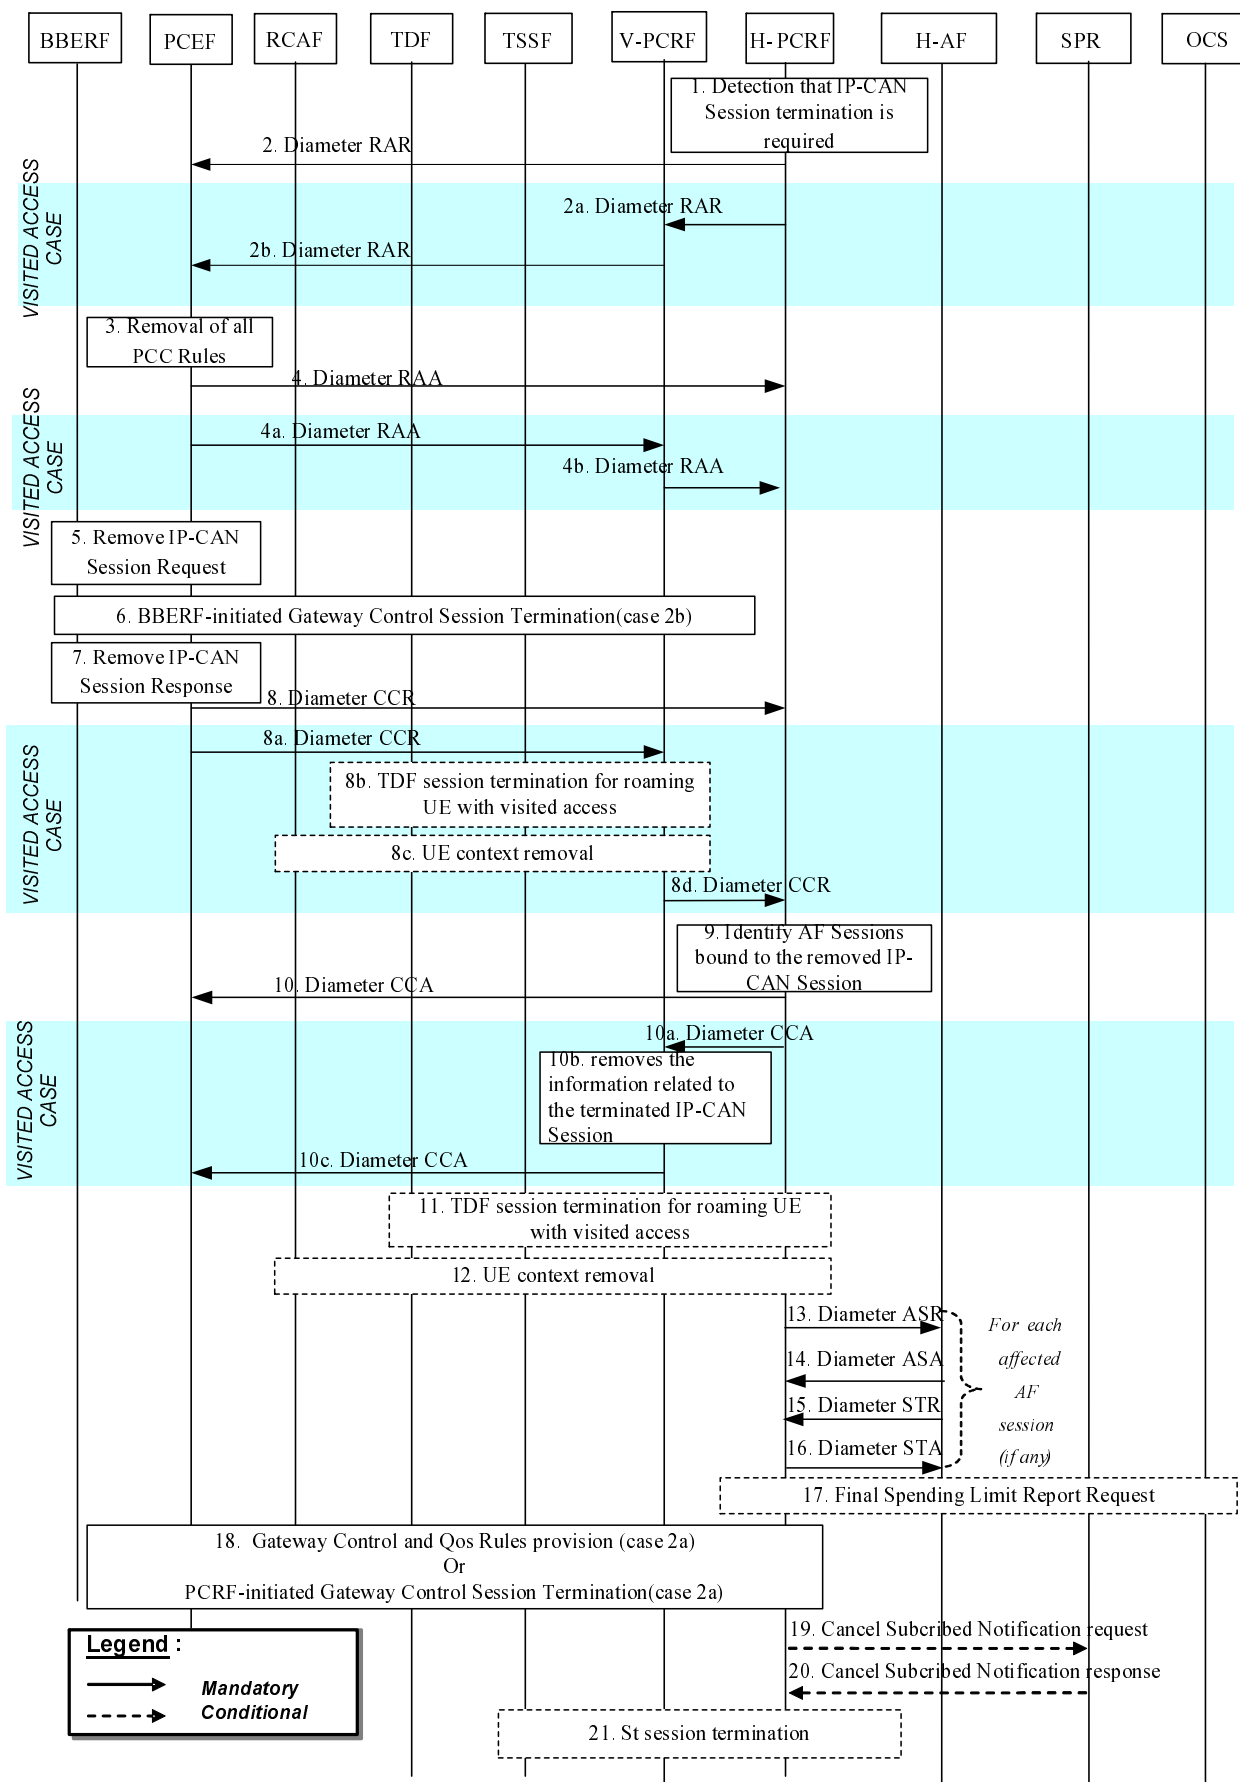 BBERF PCEF RCAF TDF TSSF V-PCRF H- PCRF H-AF SPR OCS
1. Detection that IP-CAN
Session termination is
required
2. Diameter RAR
VISITED ACCESS
CASE
2a. Diameter RAR
2b. Diameter RAR
3. Removal of all
PCC Rules
4. Diameter RAA
VISITED ACCESS
CASE
4a. Diameter RAA
4b. Diameter RAA
5. Remove IP-CAN
Session Request
6. BBERF-initiated Gateway Control Session Termination(case 2b)
7. Remove IP-CAN
Session Response
8. Diameter CCR
VISITED ACCESS
CASE
8a. Diameter CCR
8b. TDF session termination for roaming
UE with visited access
8c. UE context removal
8d. Diameter CCR
9. Identify AF Sessions
bound to the removed IP-
CAN Session
10. Diameter CCA
VISITED ACCESS
CASE
10a. Diameter CCA
10b. removes the
information related to
the terminated IP-CAN
Session
10c. Diameter CCA
11. TDF session termination for roaming UE
with visited access
12. UE context removal
13. Diameter ASR
14. Diameter ASA
15. Diameter STR
16. Diameter STA
For each
affected
AF
session
(if any)
17. Final Spending Limit Report Request
18. Gateway Control and Qos Rules provision (case 2a)
Or
PCRF-initiated Gateway Control Session Termination(case 2a)
19. Cancel Subcribed Notification request
20. Cancel Subcribed Notification response
21. St session termination
Legend :
Mandatory
Conditional